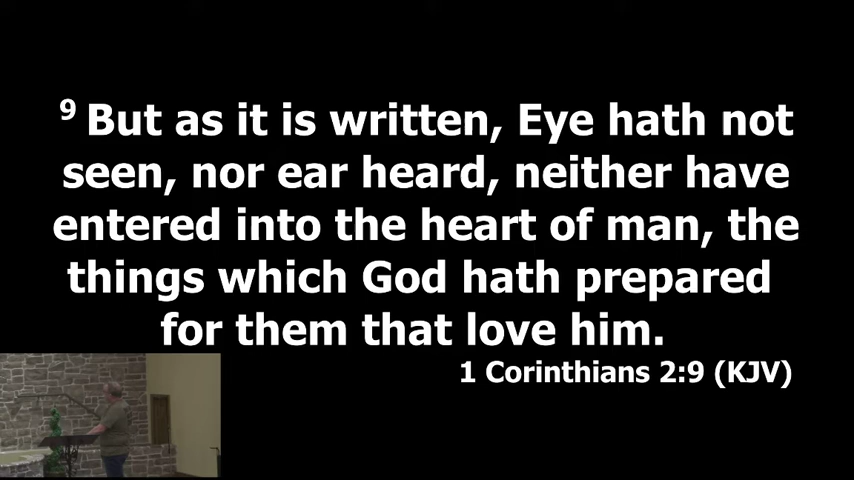 9 But as it is written, Eye hath not
seen, nor ear heard, neither have
entered into the heart of man, the
things which God hath prepared
for them that love him.
1 Corinthians 2:9 (KJV)